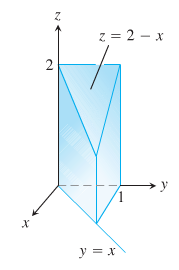 z
z = 2 − x
2
y
1
x
y = x